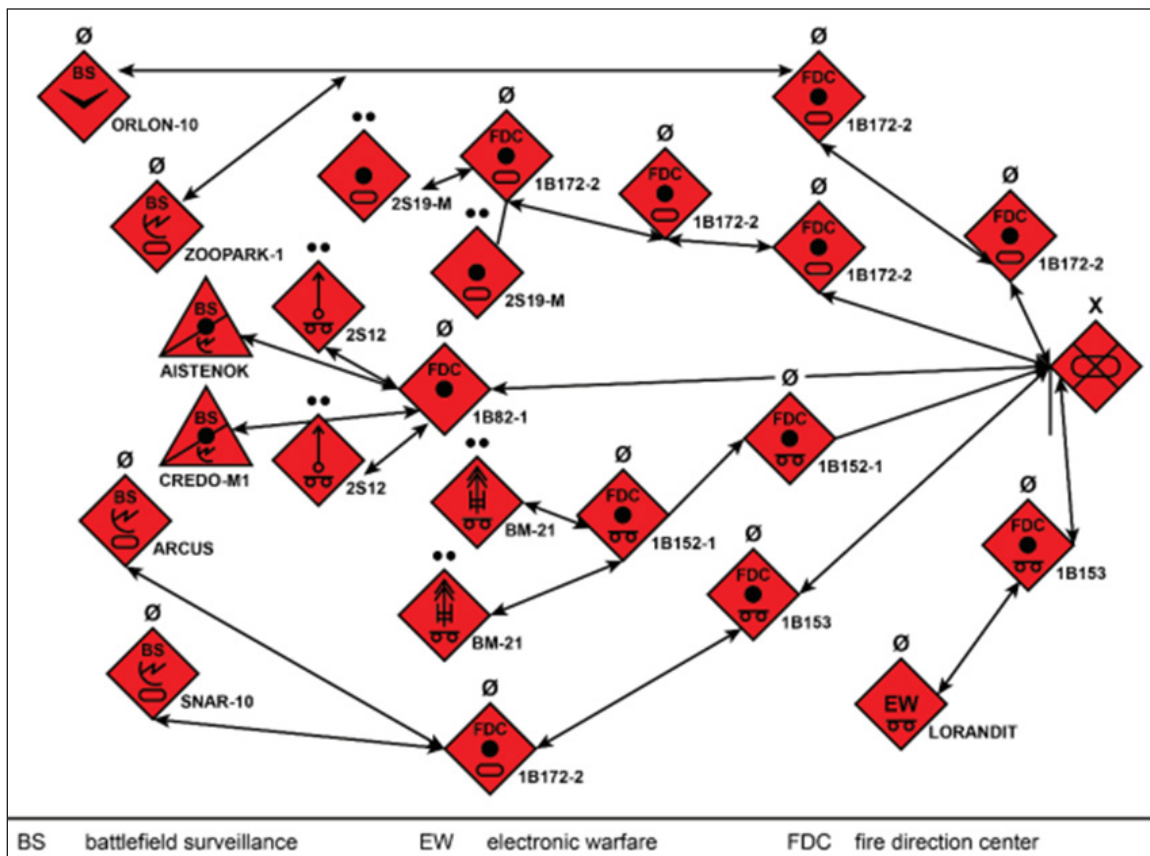 Ø
BS
ORLON-10
Ø
FDC
1B172-2
Ø
BS
ZOOPARK-1
2S19-M
Ø
FDC
1B172-2
2S19-M
Ø
FDC
1B172-2
Ø
FDC
1B172-2
Ø
FDC
1B172-2
X
BS
AISTENOK
2S12
Ø
FDC
1B82-1
BS
CREDO-M1
2S12
Ø
FDC
1B152-1
Ø
BS
ARCUS
BM-21
Ø
FDC
1B152-1
BM-21
Ø
FDC
1B153
Ø
FDC
1B153
Ø
BS
SNAR-10
Ø
FDC
1B172-2
Ø
EW
LORANDIT
BS battlefield surveillance EW electronic warfare FDC fire direction center